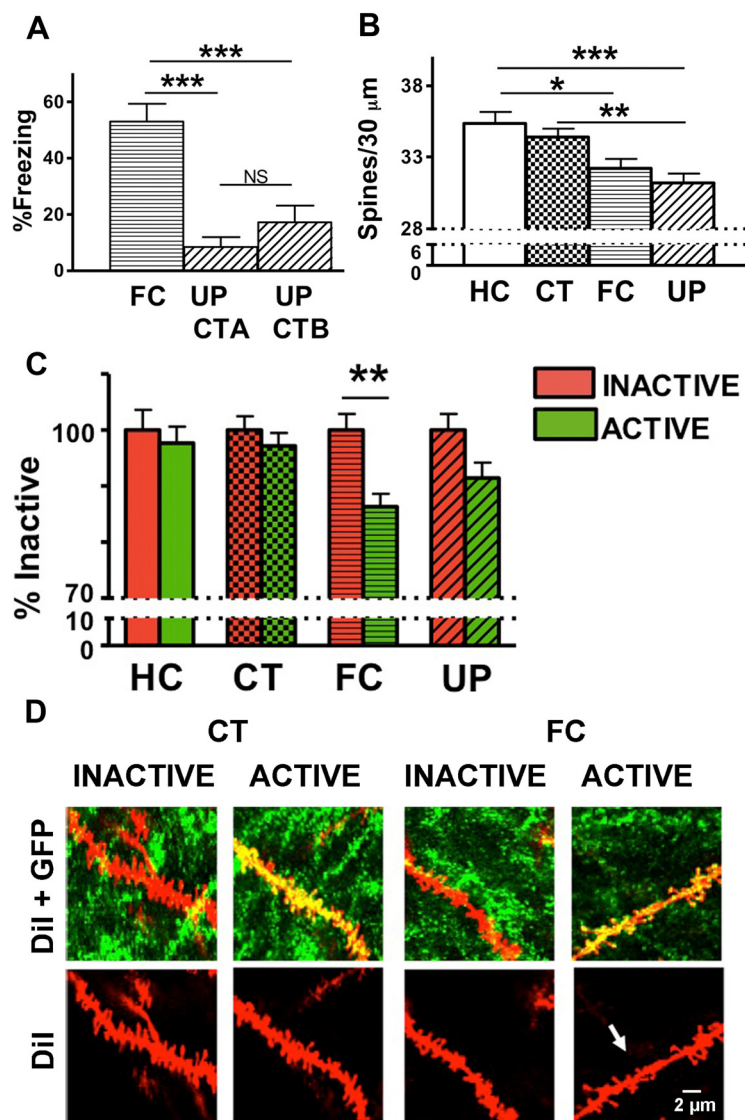 A
***
***
NS
%Freezing
60
40
20
0
FC UP UP
CTA CTB
B
***
*
**
Spines/30 µm
38
33
28
6
0
HC CT FC UP
C
**
INACTIVE
ACTIVE
% Inactive
100
70
10
0
HC CT FC UP
D
CT FC
INACTIVE ACTIVE INACTIVE ACTIVE
DiI + GFP
DiI
2 µm